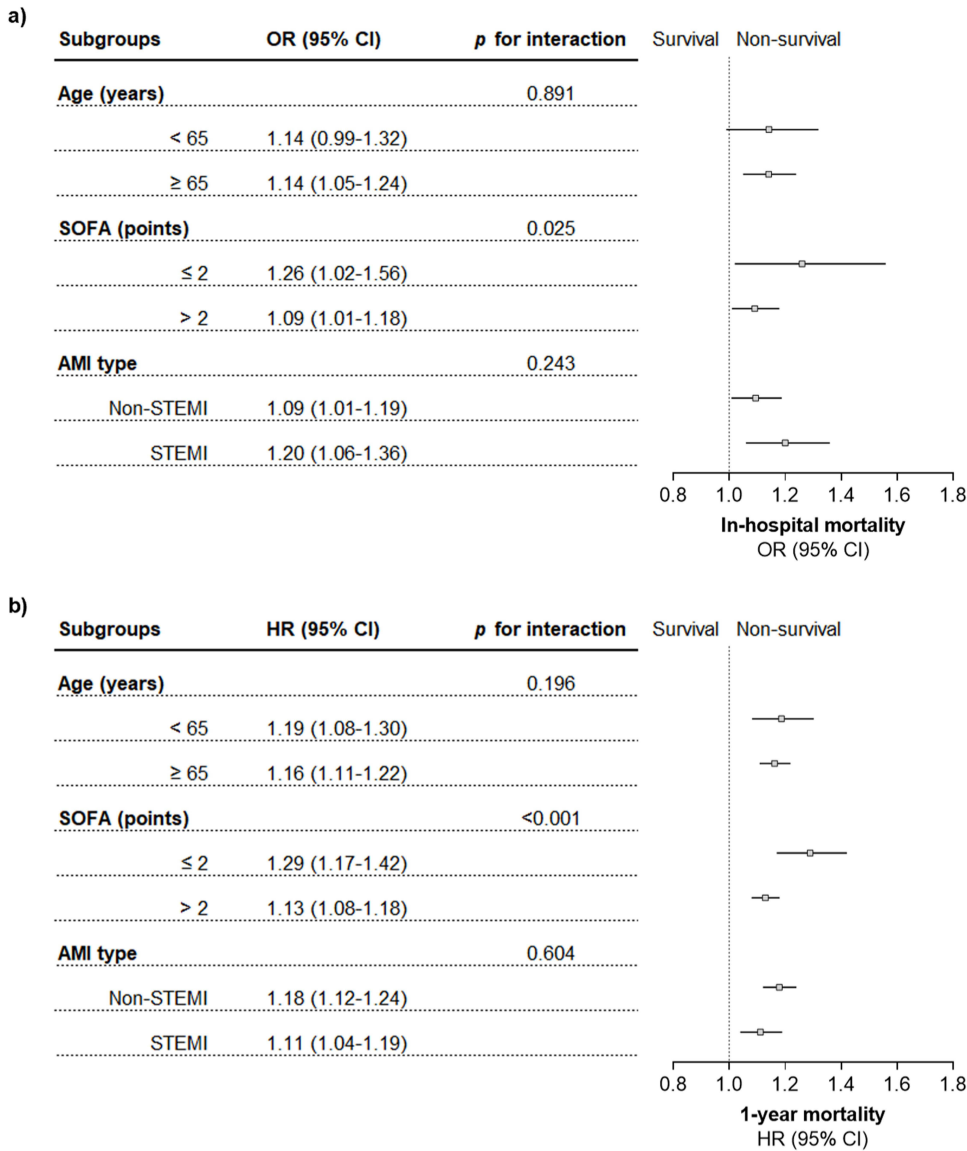 a)
Subgroups OR (95% CI) p for interaction Survival Non-survival
Age (years) 0.891
< 65 1.14 (0.99-1.32)
≥ 65 1.14 (1.05-1.24)
SOFA (points) 0.025
≤ 2 1.26 (1.02-1.56)
> 2 1.09 (1.01-1.18)
AMI type 0.243
Non-STEMI 1.09 (1.01-1.19)
STEMI 1.20 (1.06-1.36)
0.8 1.0 1.2 1.4 1.6 1.8
In-hospital mortality
OR (95% CI)
b)
Subgroups HR (95% CI) p for interaction Survival Non-survival
Age (years) 0.196
< 65 1.19 (1.08-1.30)
≥ 65 1.16 (1.11-1.22)
SOFA (points) <0.001
≤ 2 1.29 (1.17-1.42)
> 2 1.13 (1.08-1.18)
AMI type 0.604
Non-STEMI 1.18 (1.12-1.24)
STEMI 1.11 (1.04-1.19)
0.8 1.0 1.2 1.4 1.6 1.8
1-year mortality
HR (95% CI)